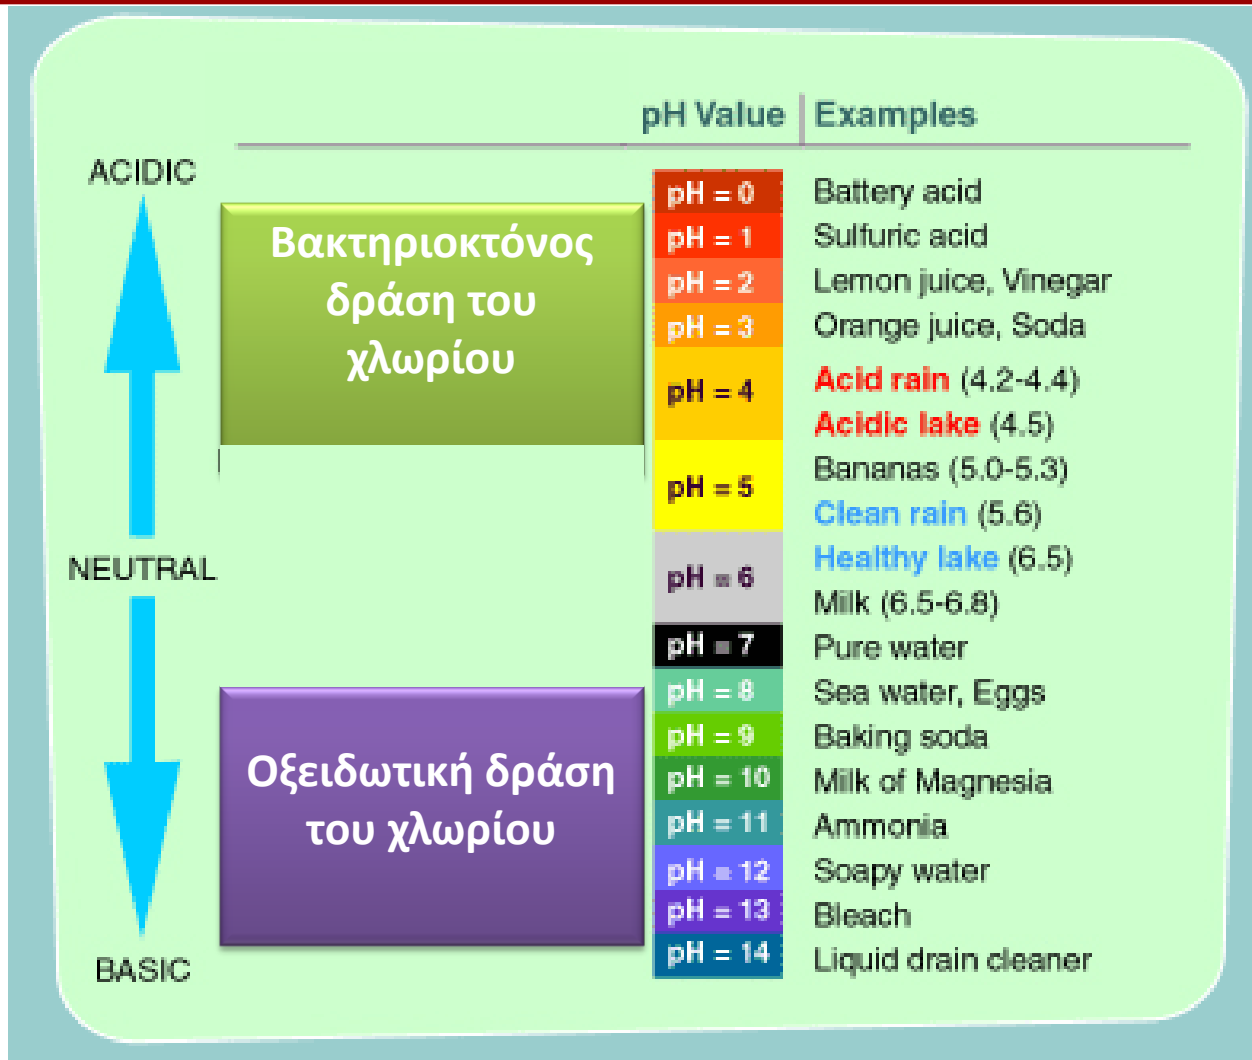 pH Value Examples
ACIDIC
Βακτηριοκτόνος
δράση του
χλωρίου
pH = 0 Battery acid
pH = 1 Sulfuric acid
pH = 2 Lemon juice, Vinegar
pH = 3 Orange juice, Soda
pH = 4 Acid rain (4.2-4.4)
Acidic lake (4.5)
pH = 5 Bananas (5.0-5.3)
Clean rain (5.6)
NEUTRAL
pH = 6 Healthy lake (6.5)
Milk (6.5-6.8)
pH = 7 Pure water
Οξειδωτική δράση
του χλωρίου
pH = 8 Sea water, Eggs
pH = 9 Baking soda
pH = 10 Milk of Magnesia
pH = 11 Ammonia
pH = 12 Soapy water
pH = 13 Bleach
pH = 14 Liquid drain cleaner
BASIC